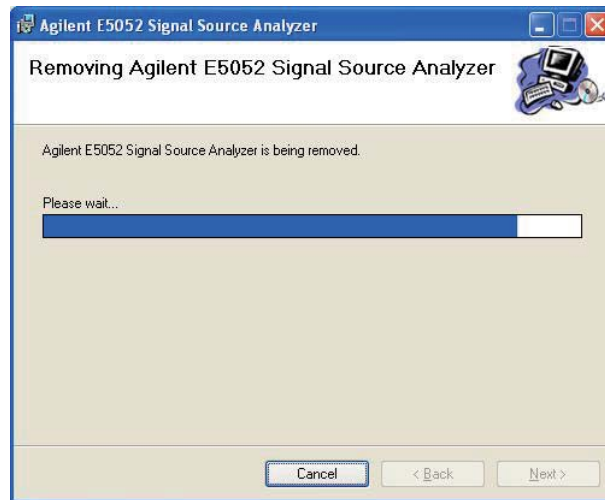 Agilent E5052 Signal Source Analyzer
Removing Agilent E5052 Signal Source Analyzer
Agilent E5052 Signal Source Analyzer is being removed.
Please wait...
Cancel
< Back
Next >